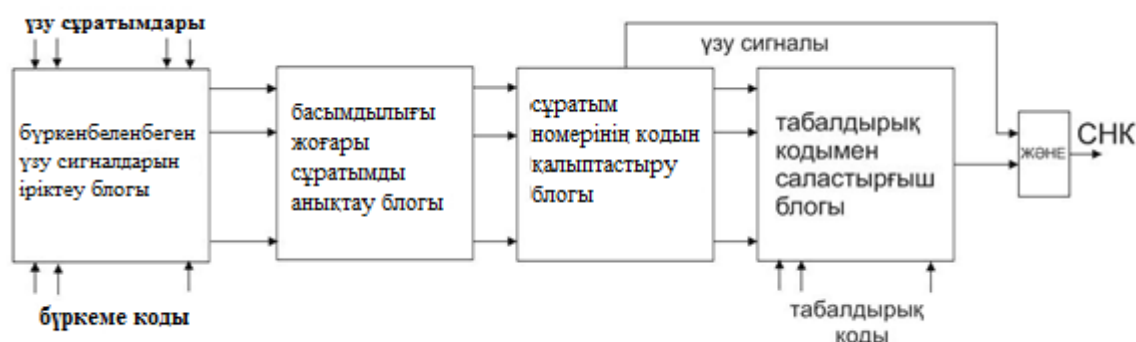 үзу сұратымдары
үзу сигналы
бүркенбеленбеген
үзу сигналдарын
іріктеу блогы
басымдылығы
жоғары
сұратымды
анықтау блогы
сұратым
номерінің кодын
қалыптастыру
блогы
табалдырық
кодымен
саластырғыш
блогы
ЖӘНЕ
СНК
бүркеме коды
табалдырық
коды